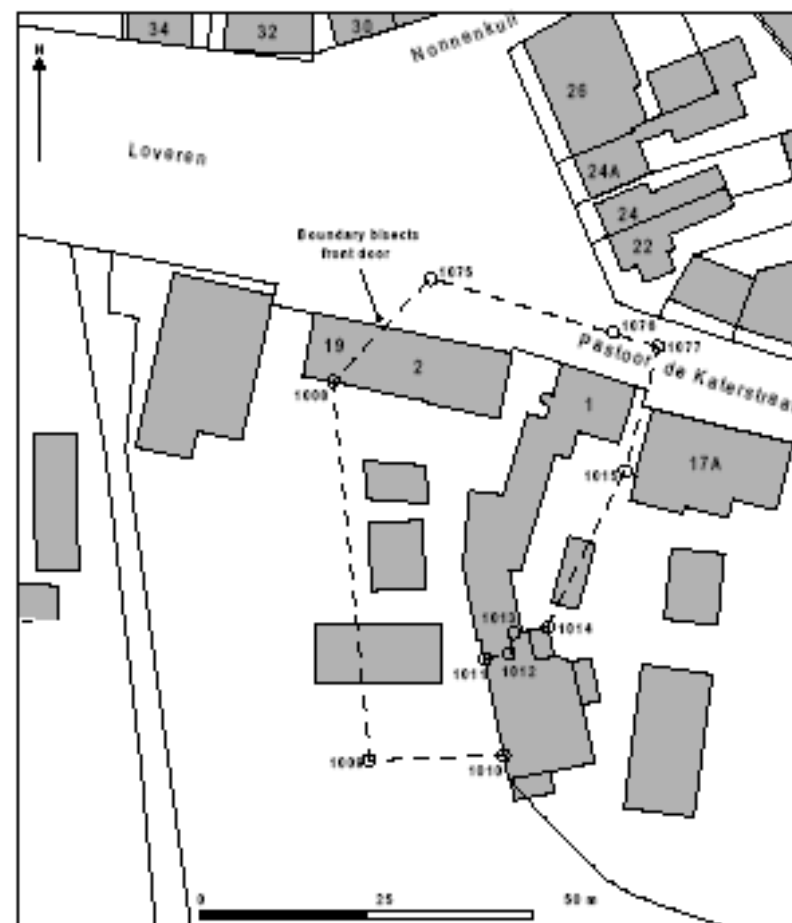 34
32
30
Nonnenkuil
N
26
Loveren
24A
24
22
Boundary bisects
front door
1075
1076
1077
Pastoor de Katerstraat
19
2
1
1008
1015
17A
1013
1014
1011
1012
1009
1010
0 25 50 m